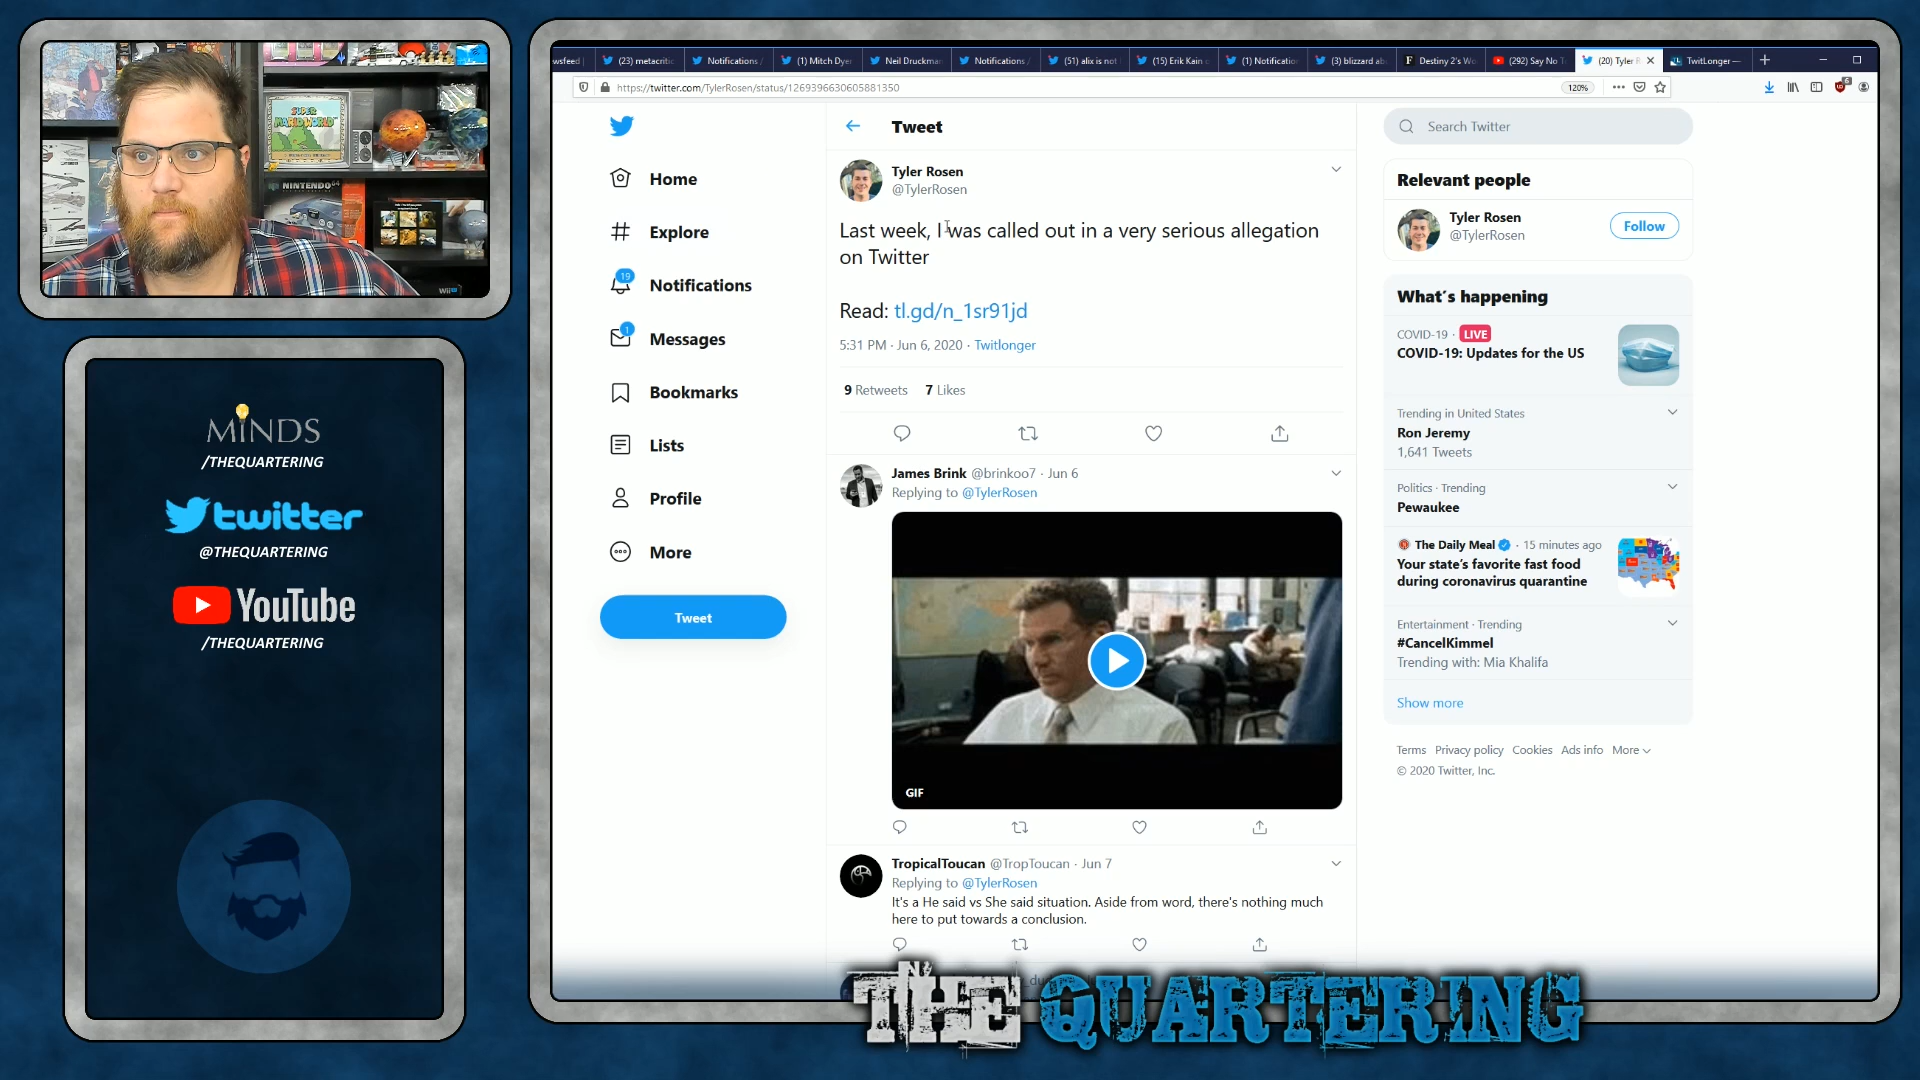 wsfeed |
(23) metacritic
Notifications /
(1) Mitch Dye
Neil Druckman
Notifications /
(51) alix is not
(15) Erik Kain
(1) Notification
(3) blizzard ab
Destiny 2's Wo
(292) Say No T
(20) Tyler R
TwitLonger —
https://twitter.com/TylerRosen/status/1269396630605881350
120%
SUPER
MARIO WORLD
NINTENDO 64
WiiU
MINDS
/THEQUARTERING
twitter
@THEQUARTERING
YouTube
/THEQUARTERING
Home
Explore
19
Notifications
1
Messages
Bookmarks
Lists
Profile
More
Tweet
Tweet
Tyler Rosen
@TylerRosen
Last week, I was called out in a very serious allegation
on Twitter
Read: tl.gd/n_1sr91jd
5:31 PM · Jun 6, 2020 · Twitlonger
9 Retweets 7 Likes
James Brink @brinkoo7 · Jun 6
Replying to @TylerRosen
GIF
TropicalToucan @TropToucan · Jun 7
Replying to @TylerRosen
It's a He said vs She said situation. Aside from word, there's nothing much
here to put towards a conclusion.
Search Twitter
Relevant people
Tyler Rosen
@TylerRosen
Follow
What's happening
COVID-19 · LIVE
COVID-19: Updates for the US
Trending in United States
Ron Jeremy
1,641 Tweets
Politics · Trending
Pewaukee
The Daily Meal · 15 minutes ago
Your state's favorite fast food
during coronavirus quarantine
Entertainment · Trending
#CancelKimmel
Trending with: Mia Khalifa
Show more
Terms Privacy policy Cookies Ads info More
© 2020 Twitter, Inc.
THE QUARTERING